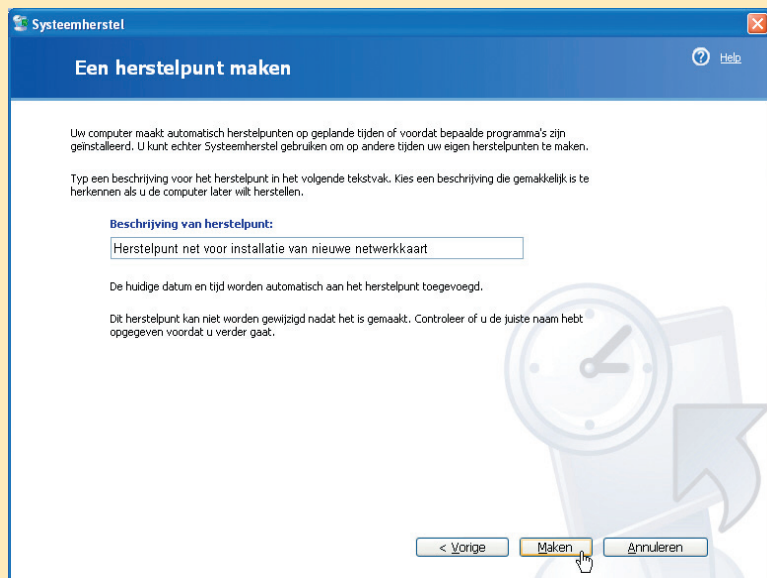 Systeemherstel
Een herstelpunt maken
Help
Uw computer maakt automatisch herstelpunten op geplande tijden of voordat bepaalde programma's zijn
geïnstalleerd. U kunt echter Systeemherstel gebruiken om op andere tijden uw eigen herstelpunten te maken.
Typ een beschrijving voor het herstelpunt in het volgende tekstvak. Kies een beschrijving die gemakkelijk is te
herkennen als u de computer later wilt herstellen.
Beschrijving van herstelpunt:
Herstelpunt net voor installatie van nieuwe netwerkkaart
De huidige datum en tijd worden automatisch aan het herstelpunt toegevoegd.
Dit herstelpunt kan niet worden gewijzigd nadat het is gemaakt. Controleer of u de juiste naam hebt
opgegeven voordat u verder gaat.
< Vorige
Maken
Annuleren